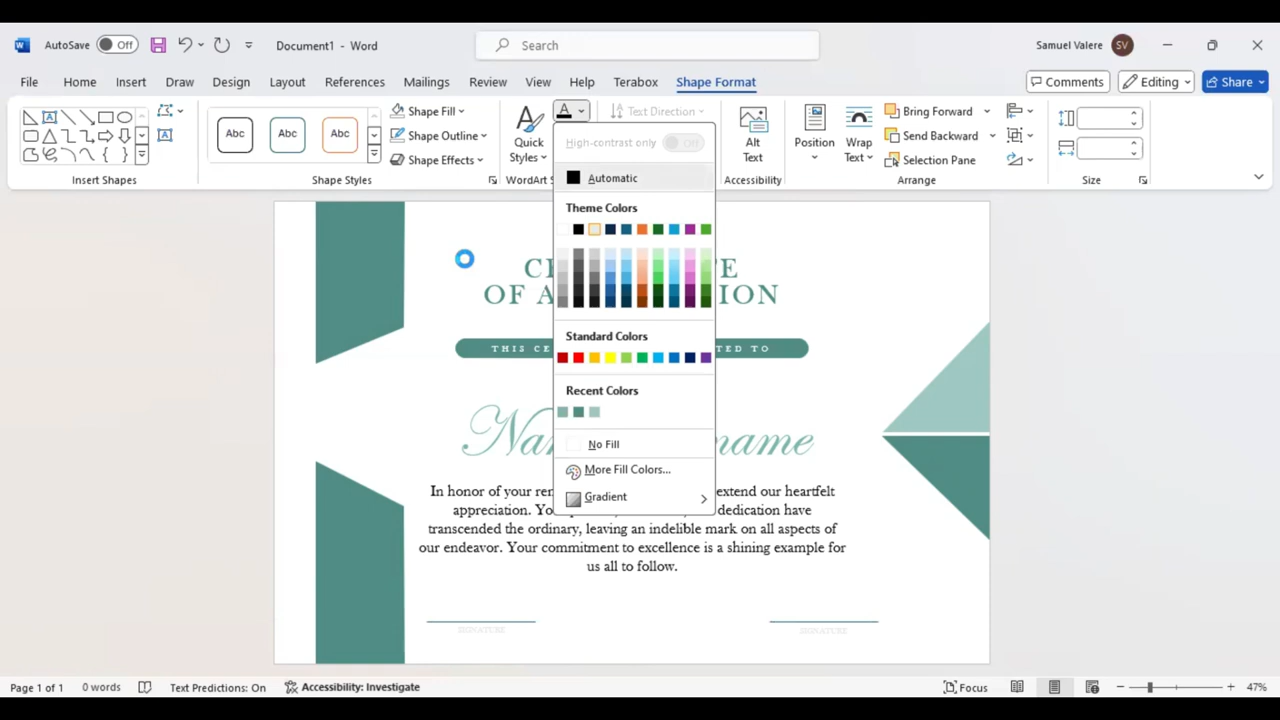 AutoSave Off Document1 - Word Search Samuel Valere SV
File Home Insert Draw Design Layout References Mailings Review View Help Terabox Shape Format Comments Editing Share
Abc Abc Abc
Shape Fill
Shape Outline
Shape Effects
A
Quick
Styles
Text Direction
Alt
Text
Position
Wrap
Text
Bring Forward
Send Backward
Selection Pane
Insert Shapes Shape Styles WordArt S Accessibility Arrange Size
High-contrast only Off
Automatic
Theme Colors
Standard Colors
Recent Colors
No Fill
More Fill Colors...
Gradient
OF A
THIS CE
TED TO
In honor of your
extend our heartfelt
appreciation.
dedication have
transcended the ordinary, leaving an indelible mark on all aspects of
our endeavor. Your commitment to excellence is a shining example for
us all to follow.
SIGNATURE SIGNATURE
Page 1 of 1 0 words Text Predictions: On Accessibility: Investigate Focus 47%